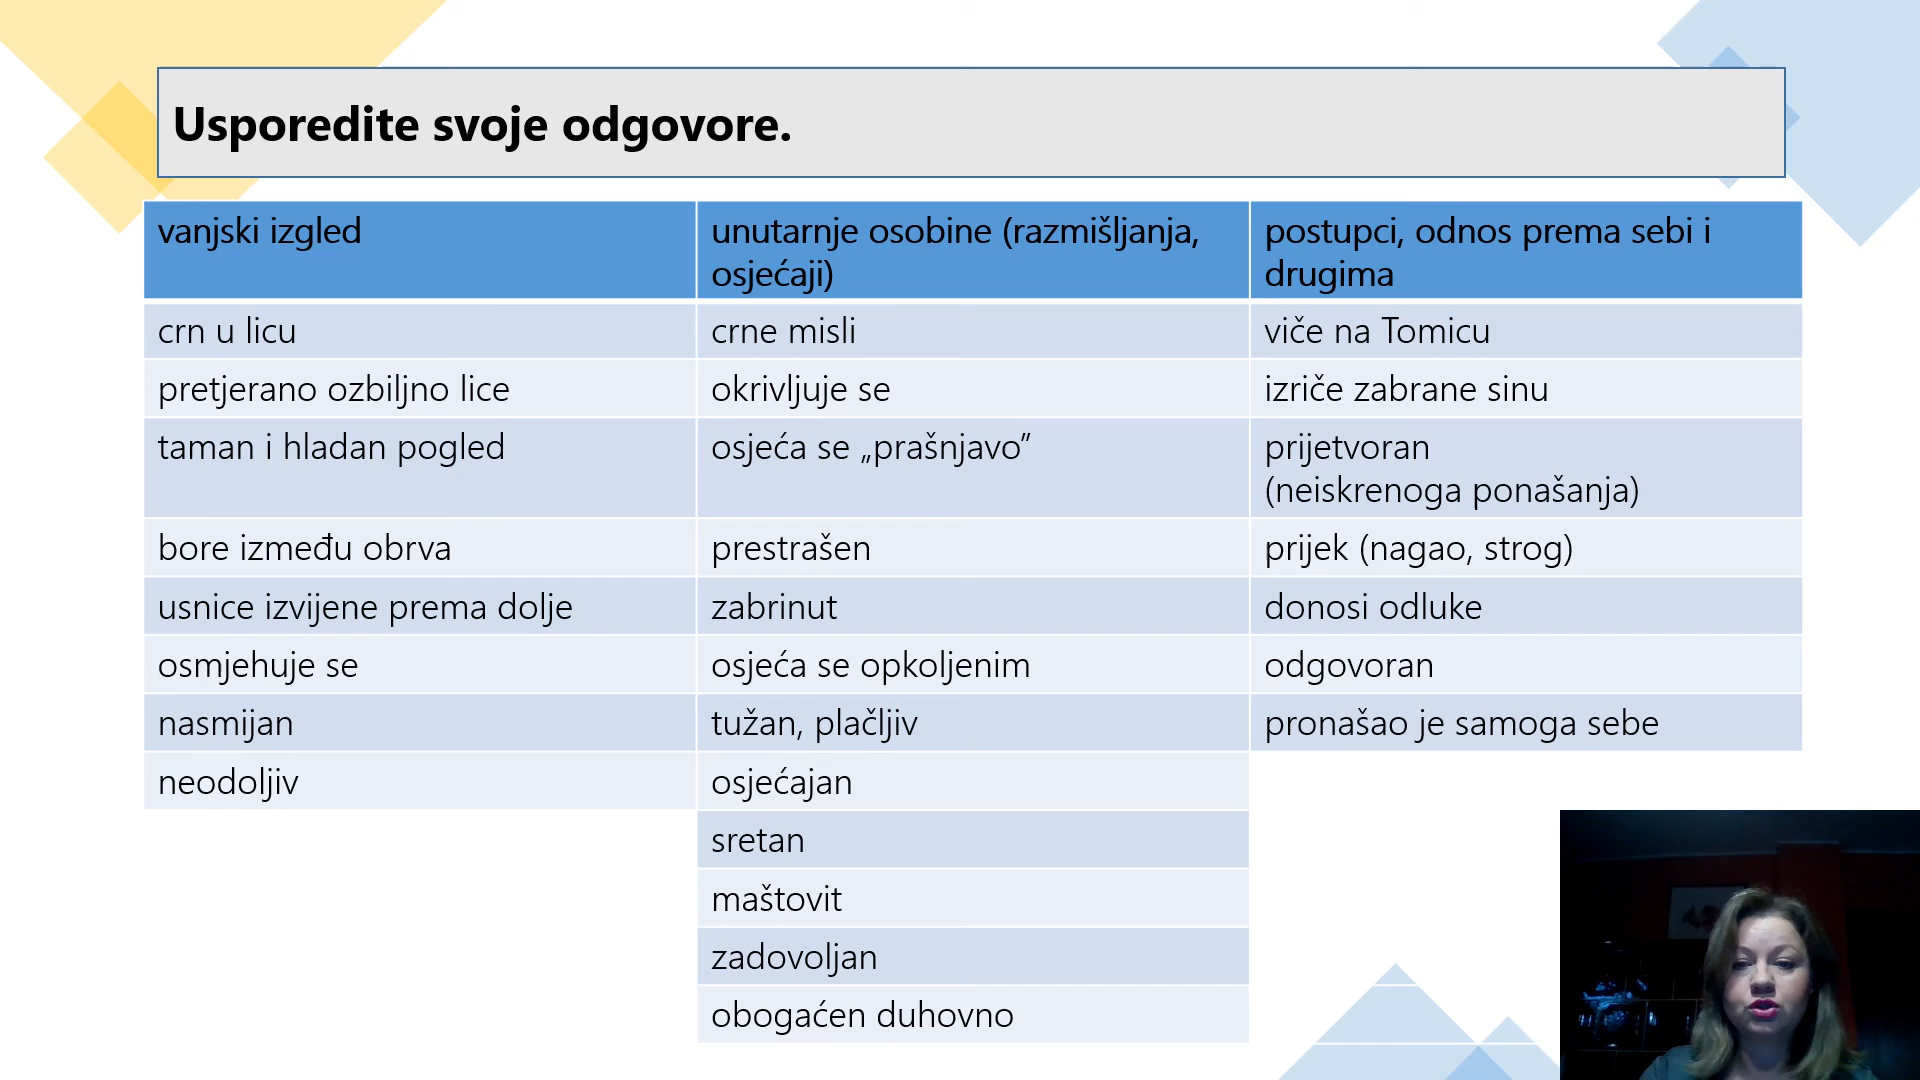 Usporedite svoje odgovore.
vanjski izgled
unutarnje osobine (razmišljanja,
osjećaji)
postupci, odnos prema sebi i
drugima
crn u licu
crne misli
viče na Tomicu
pretjerano ozbiljno lice
okrivljuje se
izriče zabrane sinu
taman i hladan pogled
osjeća se „prašnjavo”
prijetvoran
(neiskrenoga ponašanja)
bore između obrva
prestrašen
prijek (nagao, strog)
usnice izvijene prema dolje
zabrinut
donosi odluke
osmjehuje se
osjeća se opkoljenim
odgovoran
nasmijan
tužan, plačljiv
pronašao je samoga sebe
neodoljiv
osjećajan
sretan
maštovit
zadovoljan
obogaćen duhovno